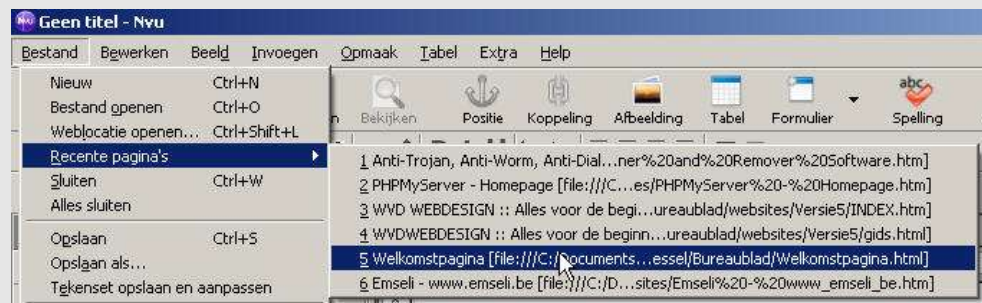 Geen titel - Nvu
Bestand Bewerken Beeld Invoegen Opmaak Tabel Extra Help
Nieuw Ctrl+N
Bestand openen Ctrl+O
Weblocatie openen... Ctrl+Shift+L
Recente pagina's
Sluiten Ctrl+W
Alles sluiten
Opslaan Ctrl+S
Opslaan als...
Tekenset opslaan en aanpassen
Bekijken Positie Koppeling Afbeelding Tabel Formulier Spelling
1 Anti-Trojan, Anti-Worm, Anti-Dial...ner%20and%20Remover%20Software.htm]
2 PHPMyServer - Homepage [file:///C...es/PHPMyServer%20-%20Homepage.htm]
3 WVD WEBDESIGN :: Alles voor de begi...ureaublad/websites/Versie5/INDEX.htm]
4 WVDWEBDESIGN :: Alles voor de beginn...ureaublad/websites/Versie5/gids.html]
5 Welkomstpagina [file:///C:/Documents...essel/Bureaublad/Welkomstpagina.html]
6 Emseli - www.emseli.be [file:///C:/D...sites/Emseli%20-%20www_emseli_be.htm]